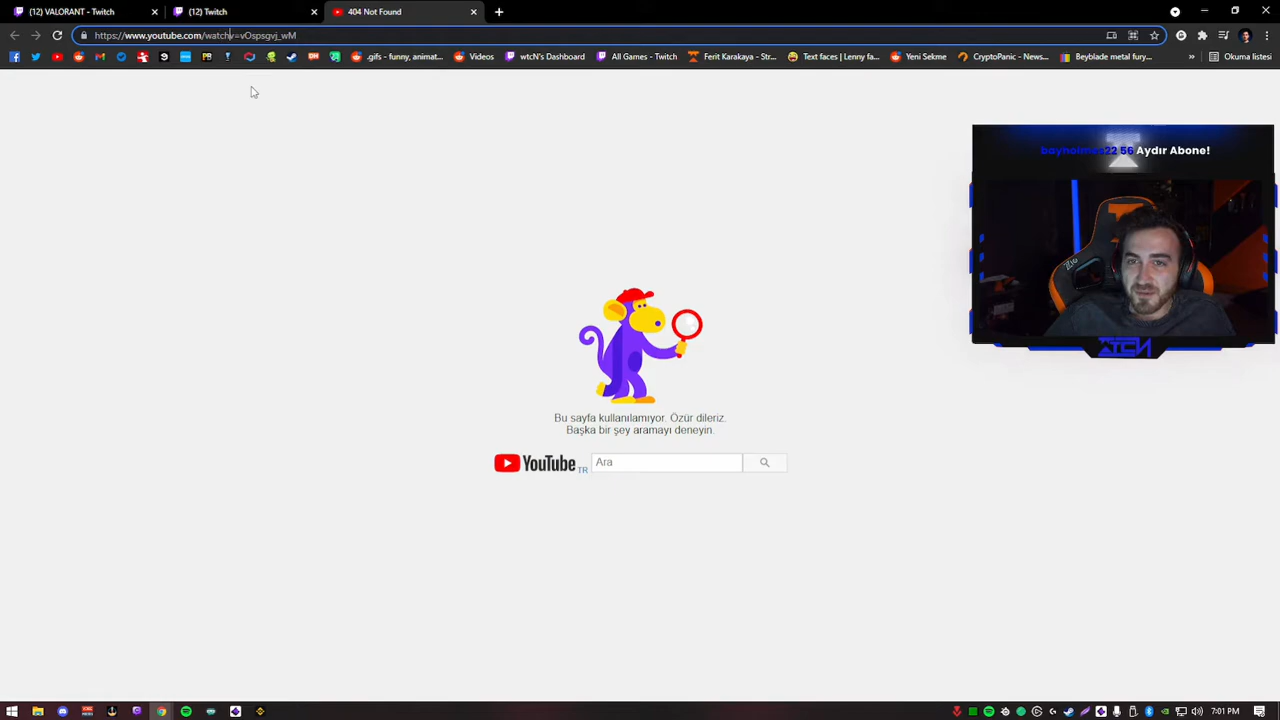 (12) VALORANT - Twitch
(12) Twitch
404 Not Found
https://www.youtube.com/watchv=vOspsgvj_wM
.gifs - funny, animat...
Videos
wtcN's Dashboard
All Games - Twitch
Ferit Karakaya - Str...
Text faces | Lenny fa...
Yeni Sekme
CryptoPanic - News...
Beyblade metal fury...
»
Okuma listesi
56 Aydır Abone!
Bu sayfa kullanılamıyor. Özür dileriz.
Başka bir şey aramayı deneyin.
YouTube TR
Ara
7:01 PM